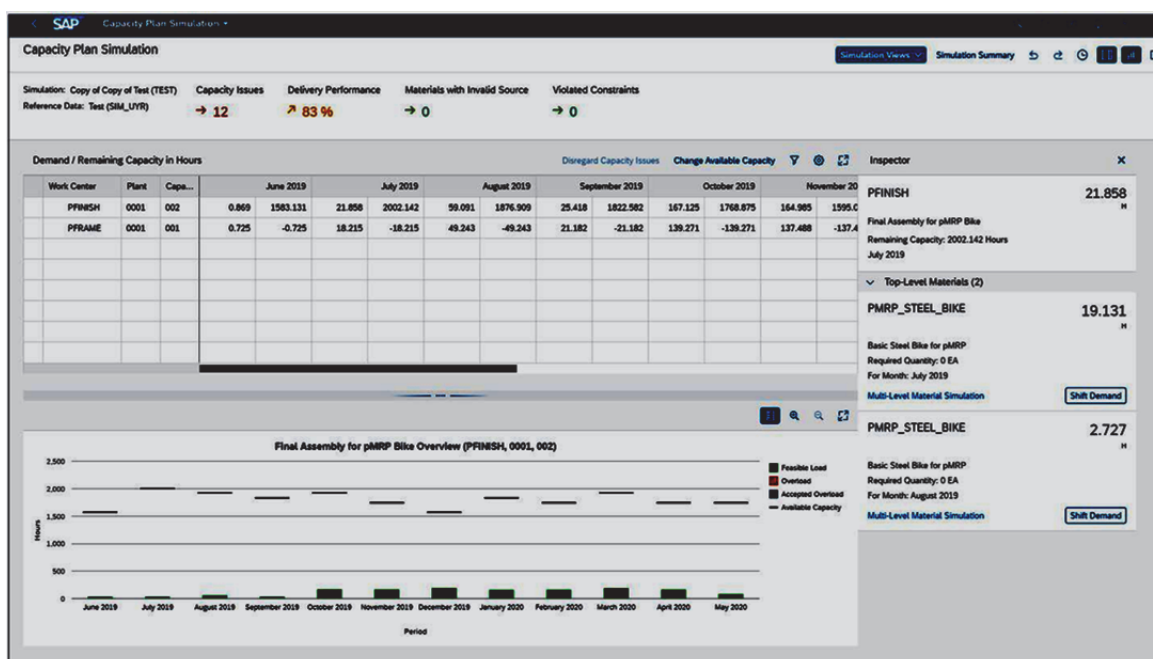 SAP Capacity Plan Simulation
Capacity Plan Simulation
Simulation Views Simulation Summary
Simulation: Copy of Copy of Test (TEST)
Reference Data: Test (SIM_UYR)
Capacity Issues
→ 12
Delivery Performance
↗ 83 %
Materials with Invalid Source
→ 0
Violated Constraints
→ 0
Demand / Remaining Capacity in Hours
Disregard Capacity Issues Change Available Capacity
Work Center Plant Capa... June 2019 July 2019 August 2019 September 2019 October 2019 November 20
PFINISH 0001 002 0.869 1583.131 21.858 2002.142 59.091 1876.909 25.418 1822.582 167.125 1768.875 164.985 1595.0
PFRAME 0001 001 0.725 -0.725 18.215 -18.215 49.243 -49.243 21.182 -21.182 139.271 -139.271 137.488 -137.4
Final Assembly for pMRP Bike Overview (PFINISH, 0001, 002)
2,500
2,000
1,500
1,000
500
0
Hours
June 2019 July 2019 August 2019 September 2019 October 2019 November 2019 December 2019 January 2020 February 2020 March 2020 April 2020 May 2020
Period
Feasible Load
Overload
Accepted Overload
Available Capacity
Inspector
PFINISH 21.858
H
Final Assembly for pMRP Bike
Remaining Capacity: 2002.142 Hours
July 2019
Top-Level Materials (2)
PMRP_STEEL_BIKE 19.131
H
Basic Steel Bike for pMRP
Required Quantity: 0 EA
For Month: July 2019
Multi-Level Material Simulation Shift Demand
PMRP_STEEL_BIKE 2.727
H
Basic Steel Bike for pMRP
Required Quantity: 0 EA
For Month: August 2019
Multi-Level Material Simulation Shift Demand